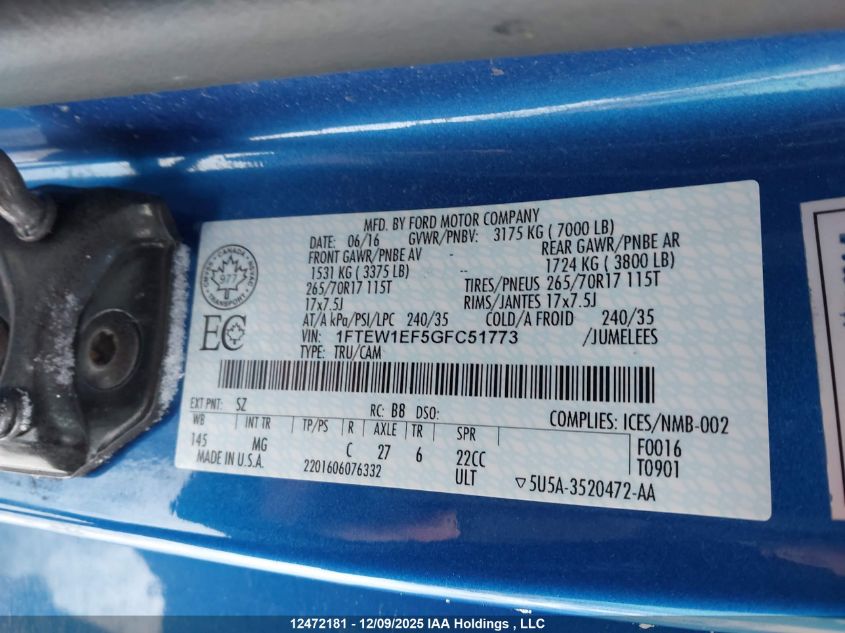 MFD. BY FORD MOTOR COMPANY
DATE: 06/16 GVWR/PNBV: 3175 KG ( 7000 LB)
FRONT GAWR/PNBE AV -- REAR GAWR/PNBE AR
1531 KG ( 3375 LB) 1724 KG ( 3800 LB)
265/70R17 115T TIRES/PNEUS 265/70R17 115T
17x7.5J RIMS/JANTES 17x7.5J
AT/A kPa/PSI/LPC 240/35 COLD/A FROID 240/35
VIN: 1FTEW1EF5GFC51773 /JUMELEES
TYPE: TRU/CAM
CANADA
TRANSPORT
977
EC
EXT PNT: SZ RC: B8 DSO: COMPLIES: ICES/NMB-002
WB INT TR TP/PS R AXLE TR SPR F0016
145 MG C 27 6 22CC T0901
MADE IN U.S.A. 2201606076332 ULT ▽5U5A-3520472-AA
12472181 - 12/09/2025 IAA Holdings , LLC